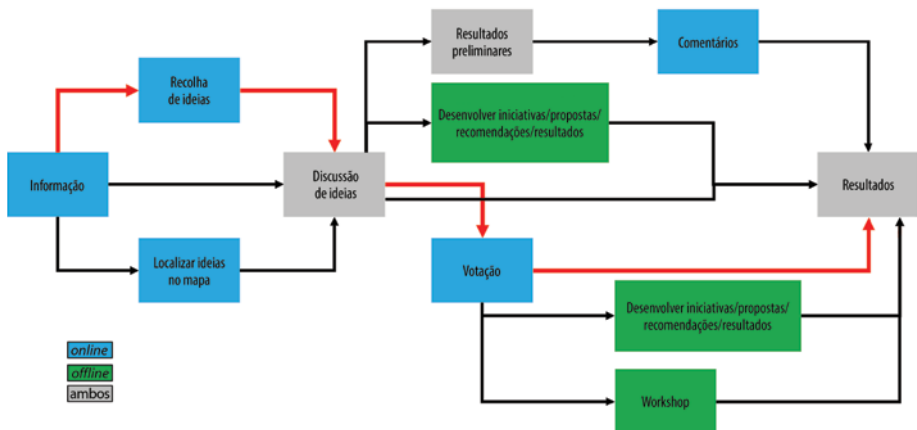 Resultados
preliminares
Comentários
Recolha
de ideias
Desenvolver iniciativas/propostas/
recomendações/resultados
Informação
Discussão
de ideias
Resultados
Localizar ideias
no mapa
Votação
Desenvolver iniciativas/propostas/
recomendações/resultados
Workshop
online
offline
ambos